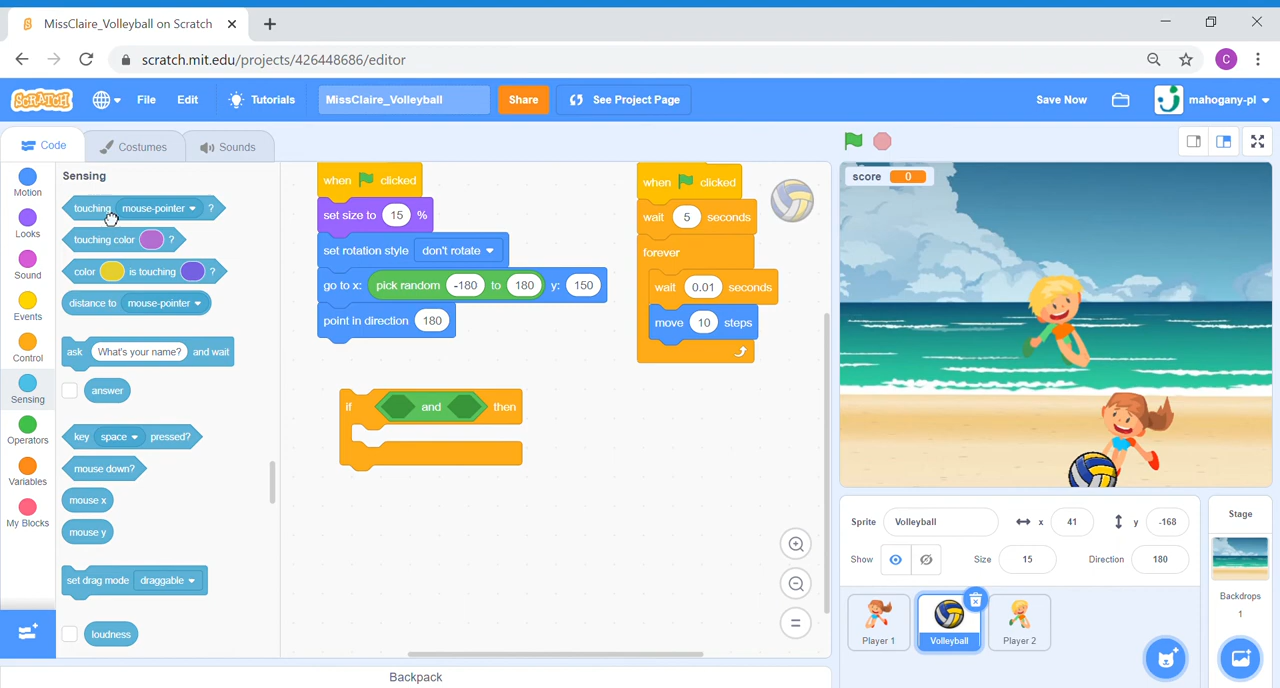 MissClaire_Volleyball on Scratch
scratch.mit.edu/projects/426448686/editor
C
SCRATCH
File
Edit
Tutorials
MissClaire_Volleyball
Share
See Project Page
Save Now
mahogany-pl
Code
Costumes
Sounds
Motion
Looks
Sound
Events
Control
Sensing
Operators
Variables
My Blocks
Sensing
touching mouse-pointer ?
touching color ?
color is touching ?
distance to mouse-pointer
ask What's your name? and wait
answer
key space pressed?
mouse down?
mouse x
mouse y
set drag mode draggable
loudness
when clicked
set size to 15 %
set rotation style don't rotate
go to x: pick random -180 to 180 y: 150
point in direction 180
if and then
when clicked
wait 5 seconds
forever
wait 0.01 seconds
move 10 steps
score 0
Sprite Volleyball x 41 y -168
Show Size 15 Direction 180
Player 1
Volleyball
Player 2
Stage
Backdrops
1
Backpack